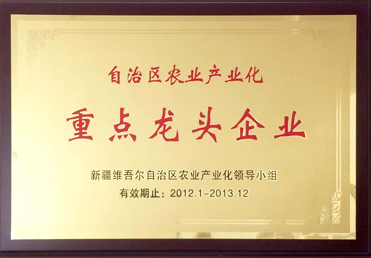 自治区农业产业化
重点龙头企业
新疆维吾尔自治区农业产业化领导小组
有效期止：2012.1-2013.12